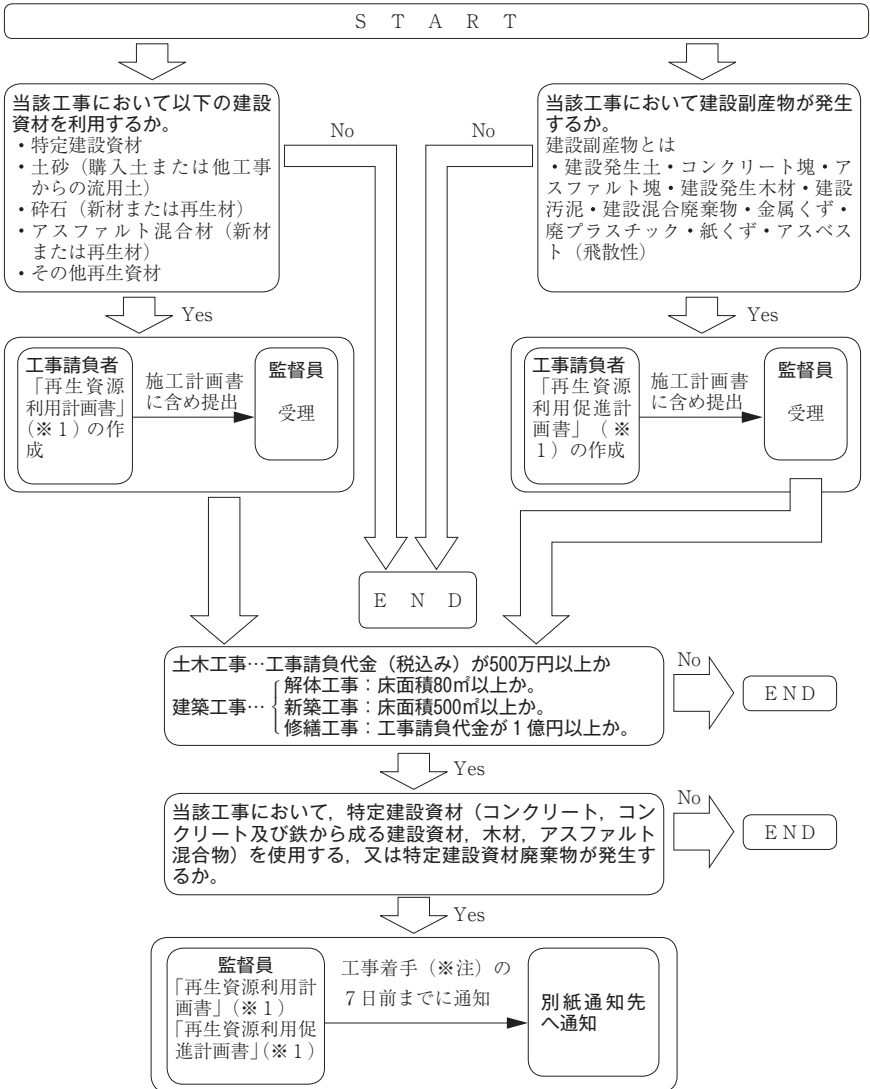 S T A R T
当該工事において以下の建設
資材を利用するか。
・特定建設資材
・土砂（購入土または他工事
からの流用土）
・砕石（新材または再生材）
・アスファルト混合材（新材
または再生材）
・その他再生資材
No
No
当該工事において建設副産物が発生
するか。
建設副産物とは
・建設発生土・コンクリート塊・ア
スファルト塊・建設発生木材・建設
汚泥・建設混合廃棄物・金属くず・
廃プラスチック・紙くず・アスベス
ト（飛散性）
Yes
Yes
工事請負者
「再生資源
利用計画書」
（※１）の作
成
施工計画書
に含め提出
監督員
受理
工事請負者
「再生資源
利用促進計
画書」（※
１）の作成
施工計画書
に含め提出
監督員
受理
E N D
土木工事…工事請負代金（税込み）が500万円以上か
建築工事…
解体工事：床面積80㎡以上か。
新築工事：床面積500㎡以上か。
修繕工事：工事請負代金が１億円以上か。
No
E N D
Yes
当該工事において，特定建設資材（コンクリート，コン
クリート及び鉄から成る建設資材，木材，アスファルト
混合物）を使用する，又は特定建設資材廃棄物が発生す
るか。
No
E N D
Yes
監督員
「再生資源利用計
画書」（※１）
「再生資源利用促
進計画書」（※１）
工事着手（※注）の
７日前までに通知
別紙通知先
へ通知